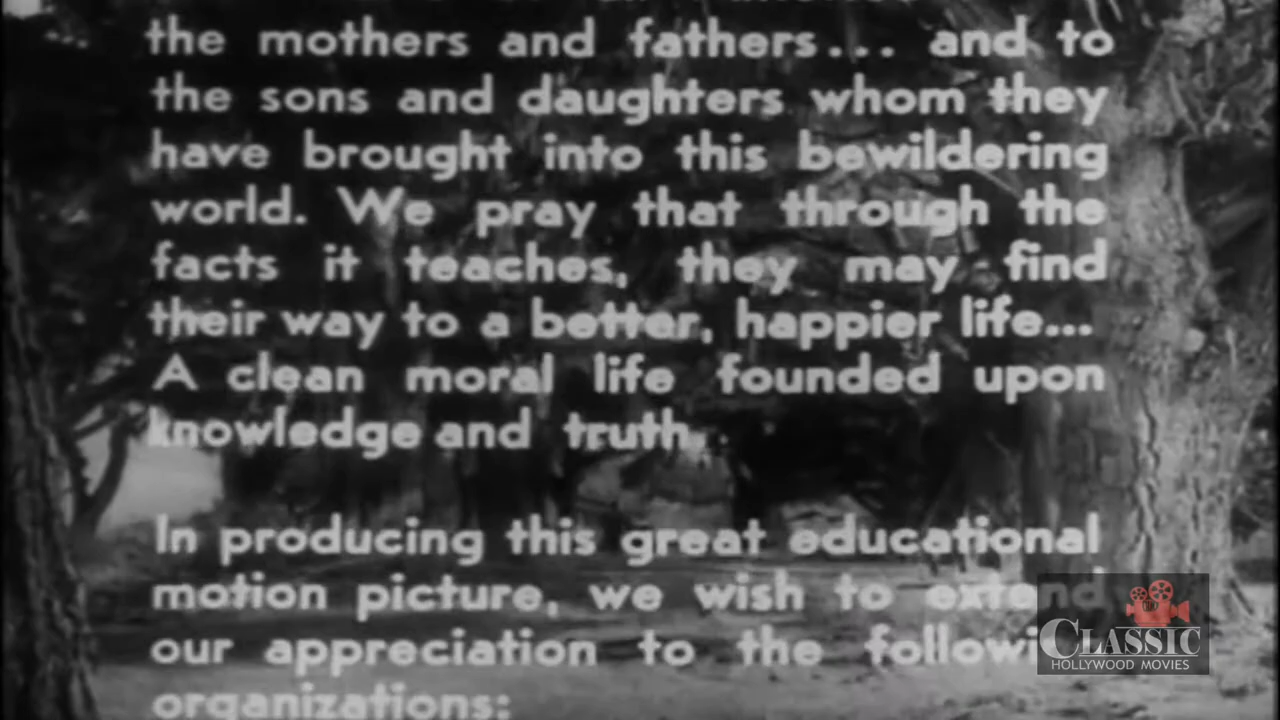 the mothers and fathers... and to
the sons and daughters whom they
have brought into this bewildering
world. We pray that through the
facts it teaches, they may find
their way to a better, happier life...
A clean moral life founded upon
knowledge and truth.
In producing this great educational
motion picture, we wish to extend
our appreciation to the followi
organizations:
CLASSIC
HOLLYWOOD MOVIES